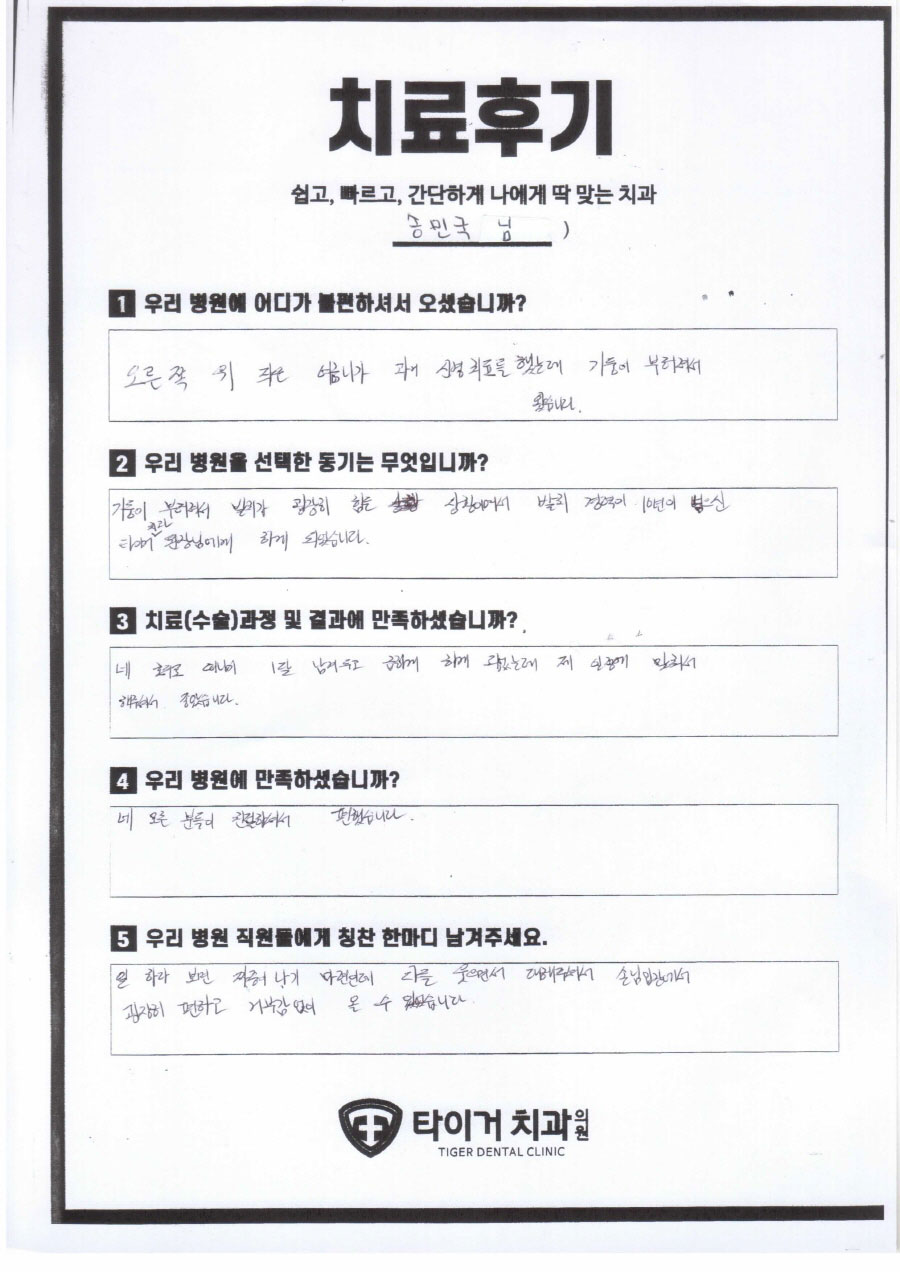 치료후기
쉽고, 빠르고, 간단하게 나에게 딱 맞는 치과
송민국 님 )
1 우리 병원에 어디가 불편하셔서 오셨습니까?
오른쪽 위 작은 어금니가 과거 신경치료를 했는데 기둥이 부러져서
왔습니다.
2 우리 병원을 선택한 동기는 무엇입니까?
기둥이 부러져서 발치가 굉장히 힘든 상황에서 발치 경력이 10년이 넘으신
치과
타이거 원장님에게 하게 되었습니다.
3 치료(수술)과정 및 결과에 만족하셨습니까?
네 1달 남겨두고 급하게 하게 되었는데 제 맞춰서
해주셔서 좋았습니다.
4 우리 병원에 만족하셨습니까?
네 모든 분들이 친절하셔서 편했습니다.
5 우리 병원 직원들에게 칭찬 한마디 남겨주세요.
일 하다 보면 짜증이 나기 마련인데 다들 웃으면서 대해주셔서 손님입장에서
굉장히 편하고 거부감없이 올 수 있었습니다.
타이거 치과의원
TIGER DENTAL CLINIC